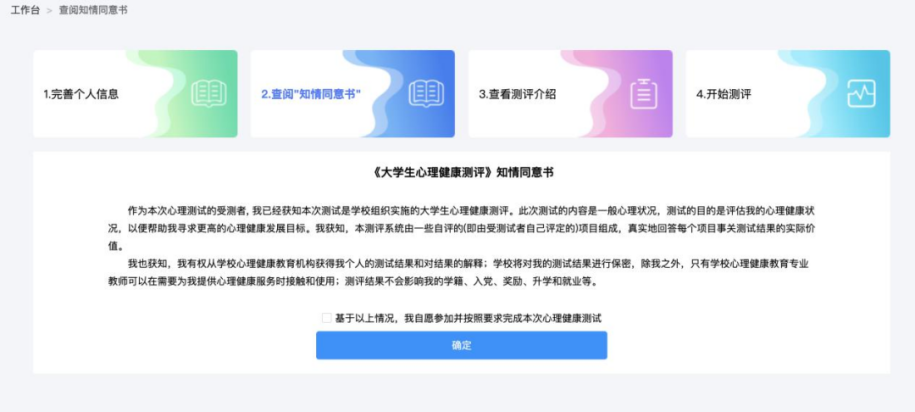 工作台 > 查阅知情同意书
1.完善个人信息
2.查阅"知情同意书"
3.查看测评介绍
4.开始测评
《大学生心理健康测评》知情同意书
作为本次心理测试的受测者, 我已经获知本次测试是学校组织实施的大学生心理健康测评。此次测试的内容是一般心理状况，测试的目的是评估我的心理健康状
况，以便帮助我寻求更高的心理健康发展目标。我获知，本测评系统由一些自评的(即由受测试者自己评定的)项目组成，真实地回答每个项目事关测试结果的实际价
值。
我也获知，我有权从学校心理健康教育机构获得我个人的测试结果和对结果的解释；学校将对我的测试结果进行保密，除我之外，只有学校心理健康教育专业
教师可以在需要为我提供心理健康服务时接触和使用；测评结果不会影响我的学籍、入党、奖励、升学和就业等。
基于以上情况，我自愿参加并按照要求完成本次心理健康测试
确定